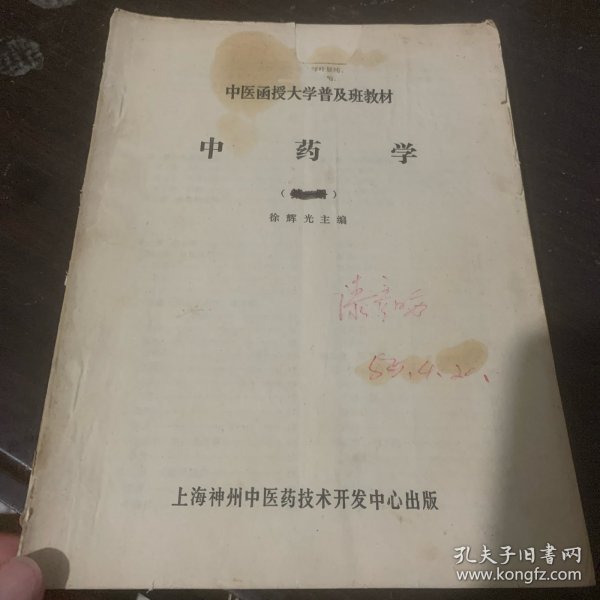 中医函授大学普及班教材
中药学
徐辉光主编
上海神州中医药技术开发中心出版
孔夫子旧书网
www.kongfz.com